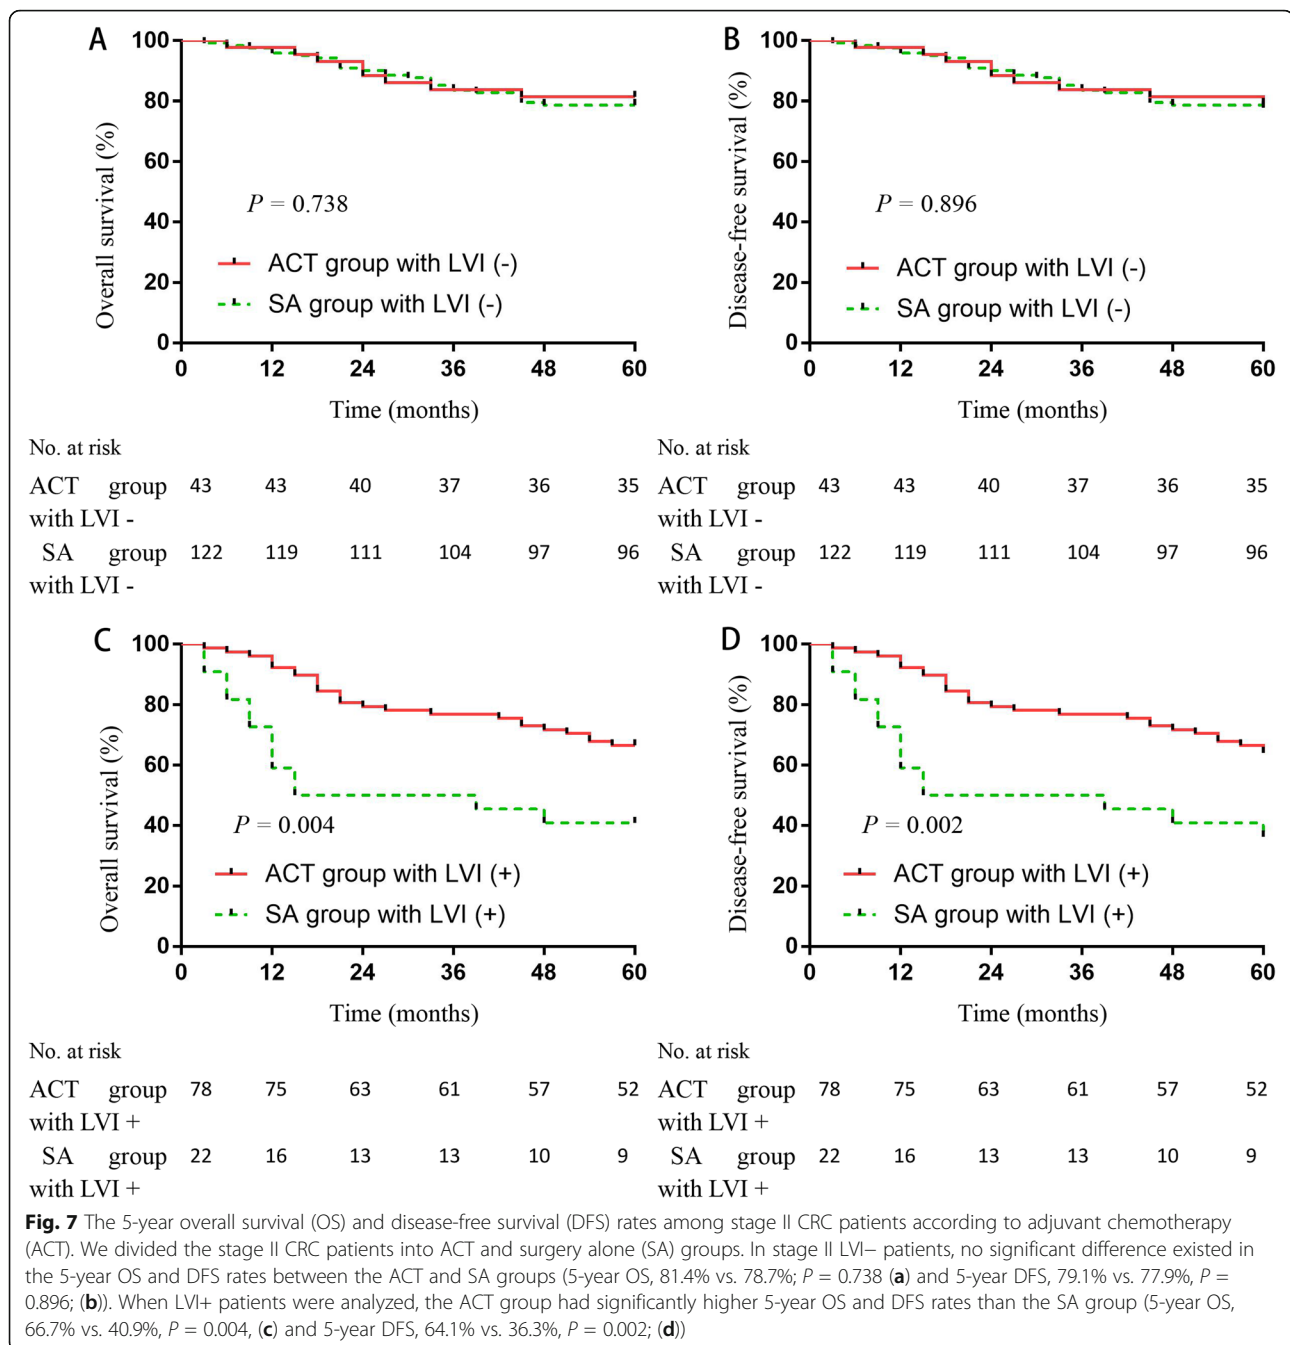 A
B
100
80
60
40
20
0
Overall survival (%)
P = 0.738
ACT group with LVI (-)
SA group with LVI (-)
0 12 24 36 48 60
Time (months)
100
80
60
40
20
0
Disease-free survival (%)
P = 0.896
ACT group with LVI (-)
SA group with LVI (-)
0 12 24 36 48 60
Time (months)
No. at risk
ACT group 43 43 40 37 36 35
with LVI -
SA group 122 119 111 104 97 96
with LVI -
No. at risk
ACT group 43 43 40 37 36 35
with LVI -
SA group 122 119 111 104 97 96
with LVI -
C
D
100
80
60
40
20
0
Overall survival (%)
P = 0.004
ACT group with LVI (+)
SA group with LVI (+)
0 12 24 36 48 60
Time (months)
100
80
60
40
20
0
Disease-free survival (%)
P = 0.002
ACT group with LVI (+)
SA group with LVI (+)
0 12 24 36 48 60
Time (months)
No. at risk
ACT group 78 75 63 61 57 52
with LVI +
SA group 22 16 13 13 10 9
with LVI +
No. at risk
ACT group 78 75 63 61 57 52
with LVI +
SA group 22 16 13 13 10 9
with LVI +
Fig. 7 The 5-year overall survival (OS) and disease-free survival (DFS) rates among stage II CRC patients according to adjuvant chemotherapy
(ACT). We divided the stage II CRC patients into ACT and surgery alone (SA) groups. In stage II LVI− patients, no significant difference existed in
the 5-year OS and DFS rates between the ACT and SA groups (5-year OS, 81.4% vs. 78.7%; P = 0.738 (a) and 5-year DFS, 79.1% vs. 77.9%, P =
0.896; (b)). When LVI+ patients were analyzed, the ACT group had significantly higher 5-year OS and DFS rates than the SA group (5-year OS,
66.7% vs. 40.9%, P = 0.004, (c) and 5-year DFS, 64.1% vs. 36.3%, P = 0.002; (d))